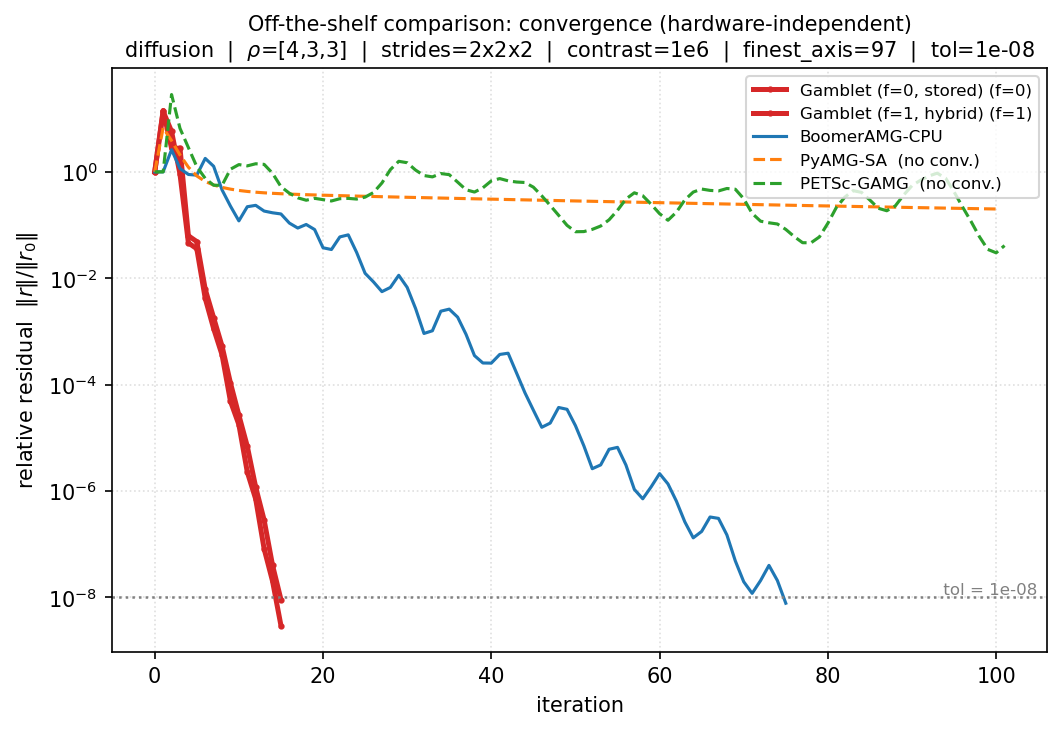 Off-the-shelf comparison: convergence (hardware-independent)
diffusion | ρ=[4,3,3] | strides=2x2x2 | contrast=1e6 | finest_axis=97 | tol=1e-08
Gamblet (f=0, stored) (f=0)
Gamblet (f=1, hybrid) (f=1)
BoomerAMG-CPU
PyAMG-SA (no conv.)
PETSc-GAMG (no conv.)
relative residual ‖r‖/‖r₀‖
10⁰
10⁻²
10⁻⁴
10⁻⁶
10⁻⁸
tol = 1e-08
0 20 40 60 80 100
iteration